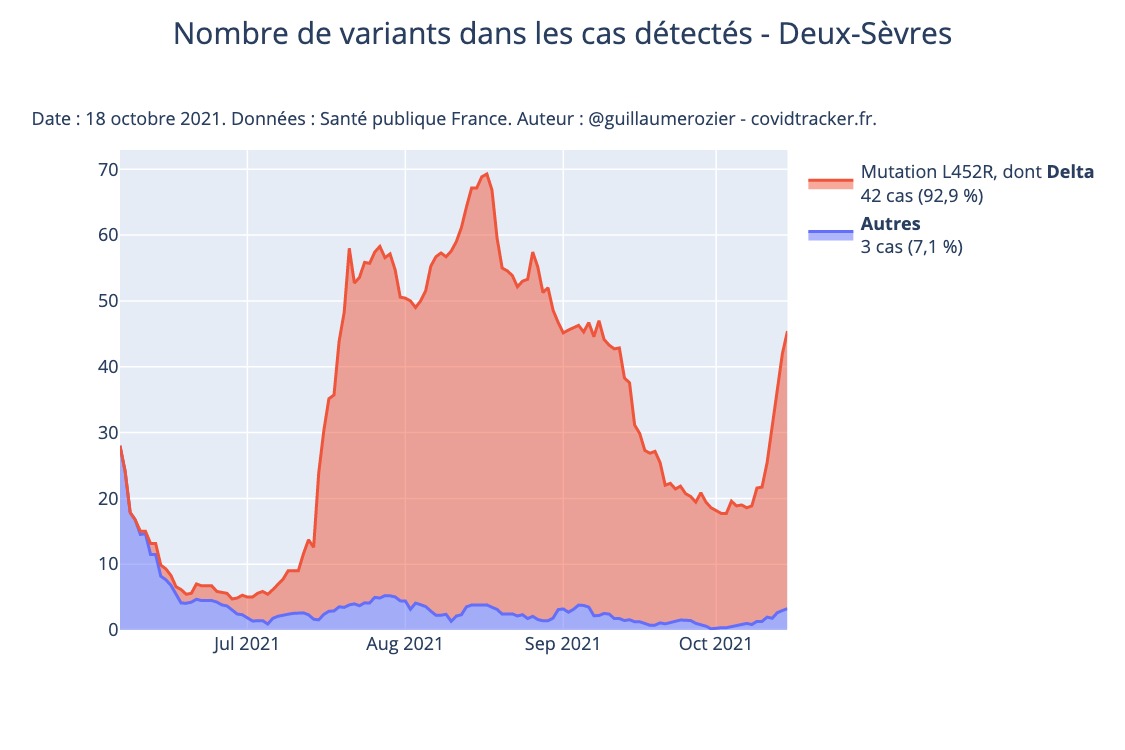 Nombre de variants dans les cas détectés - Deux-Sèvres
Date : 18 octobre 2021. Données : Santé publique France. Auteur : @guillaumerozier - covidtracker.fr.
Mutation L452R, dont Delta
42 cas (92,9 %)
Autres
3 cas (7,1 %)
70
60
50
40
30
20
10
0
Jul 2021
Aug 2021
Sep 2021
Oct 2021